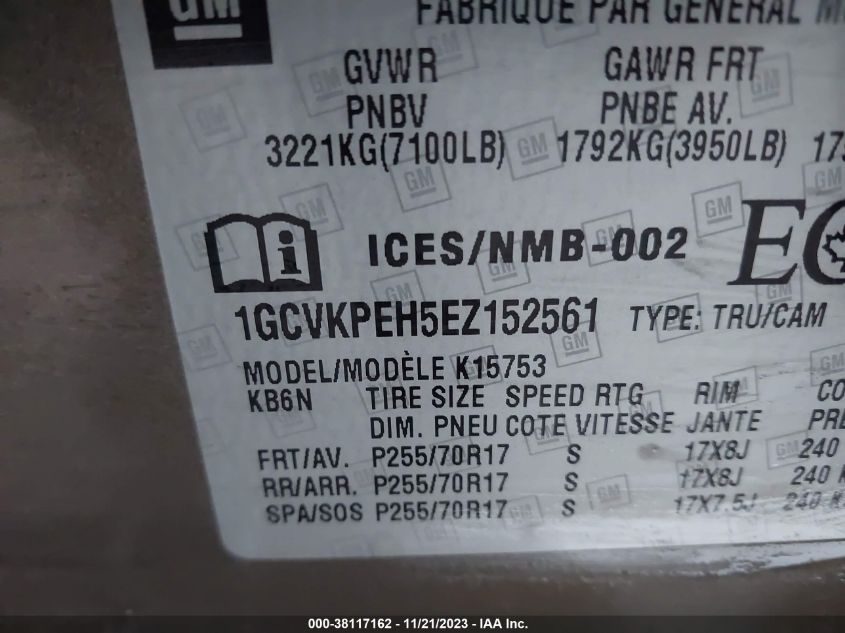 GM FABRIQUÉ PAR GENERAL
GVWR GAWR FRT
PNBV PNBE AV.
3221KG(7100LB) 1792KG(3950LB)
ICES/NMB-002
1GCVKPEH5EZ152561 TYPE: TRU/CAM
MODEL/MODÈLE K15753
KB6N TIRE SIZE SPEED RTG RIM
DIM. PNEU COTE VITESSE JANTE
FRT/AV. P255/70R17 S 17X8J 240
RR/ARR. P255/70R17 S 17X8J 240
SPA/SOS P255/70R17 S 17X7.5J 240
000-38117162 - 11/21/2023 - IAA Inc.